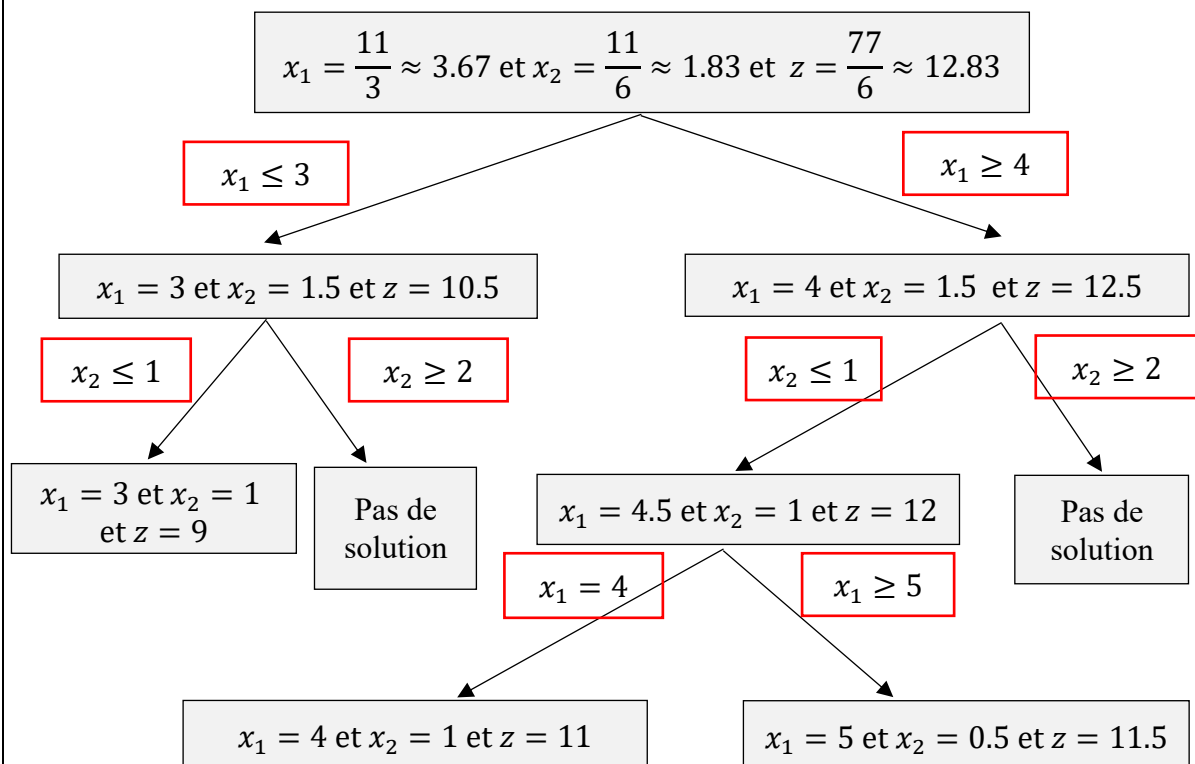 x₁ = 11/3 ≈ 3.67 et x₂ = 11/6 ≈ 1.83 et z = 77/6 ≈ 12.83
x₁ ≤ 3
x₁ ≥ 4
x₁ = 3 et x₂ = 1.5 et z = 10.5
x₁ = 4 et x₂ = 1.5 et z = 12.5
x₂ ≤ 1
x₂ ≥ 2
x₂ ≤ 1
x₂ ≥ 2
x₁ = 3 et x₂ = 1
et z = 9
Pas de
solution
x₁ = 4.5 et x₂ = 1 et z = 12
Pas de
solution
x₁ = 4
x₁ ≥ 5
x₁ = 4 et x₂ = 1 et z = 11
x₁ = 5 et x₂ = 0.5 et z = 11.5